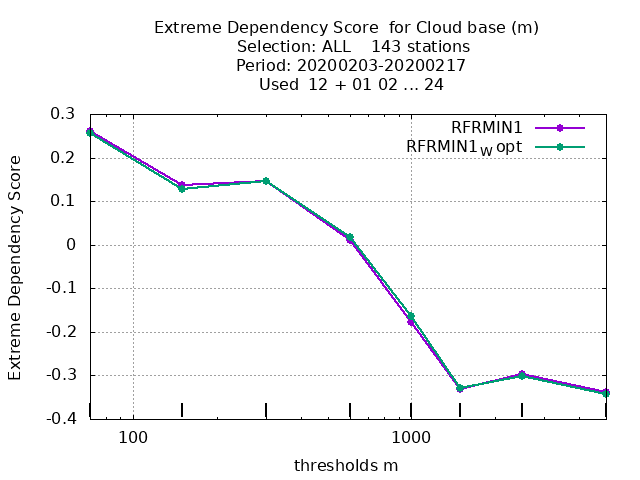 Extreme Dependency Score  for Cloud base (m)
Selection: ALL    143 stations
Period: 20200203-20200217
Used  12 + 01 02 ... 24
Extreme Dependency Score
0.3
0.2
0.1
0
-0.1
-0.2
-0.3
-0.4
RFRMIN1
RFRMIN1W opt
100 1000
thresholds m